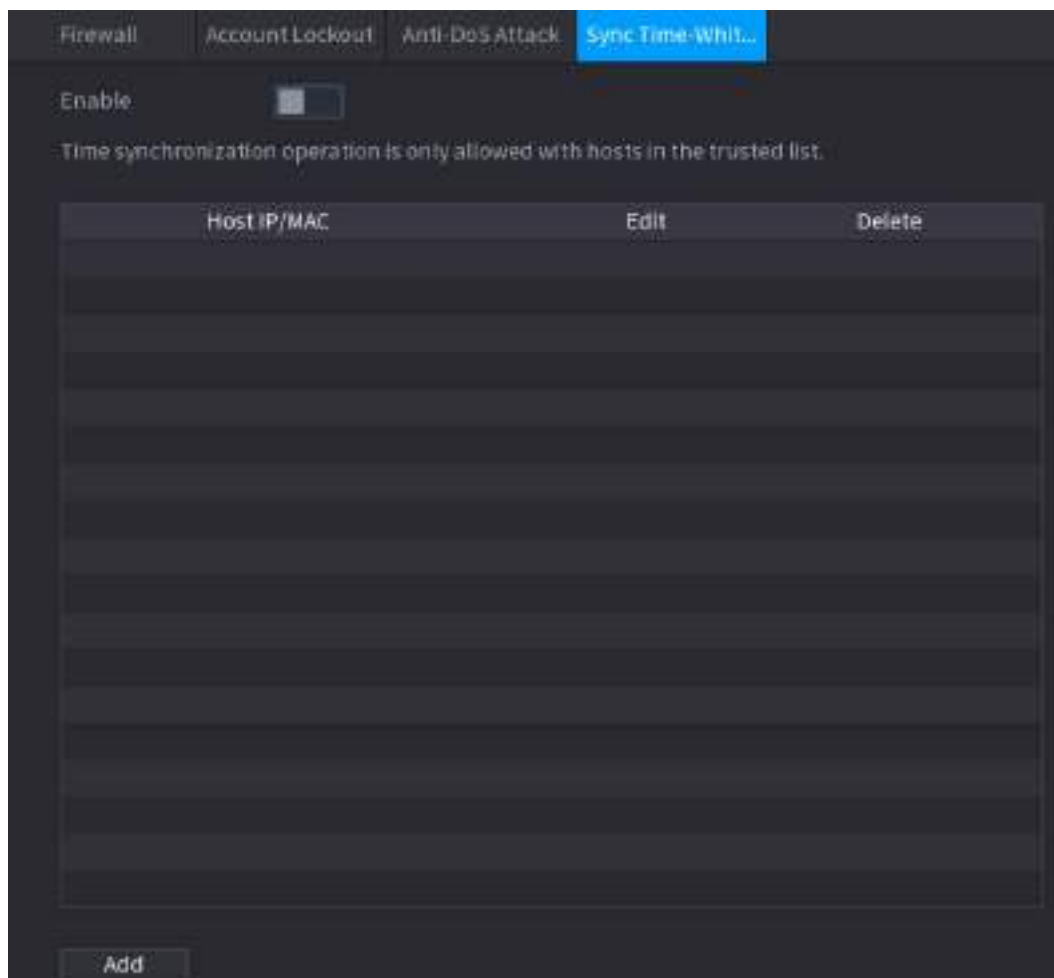 Firewall Account Lockout Anti-DoS Attack Sync Time-Whit...
Enable
Time synchronization operation is only allowed with hosts in the trusted list.
Host IP/MAC Edit Delete
Add